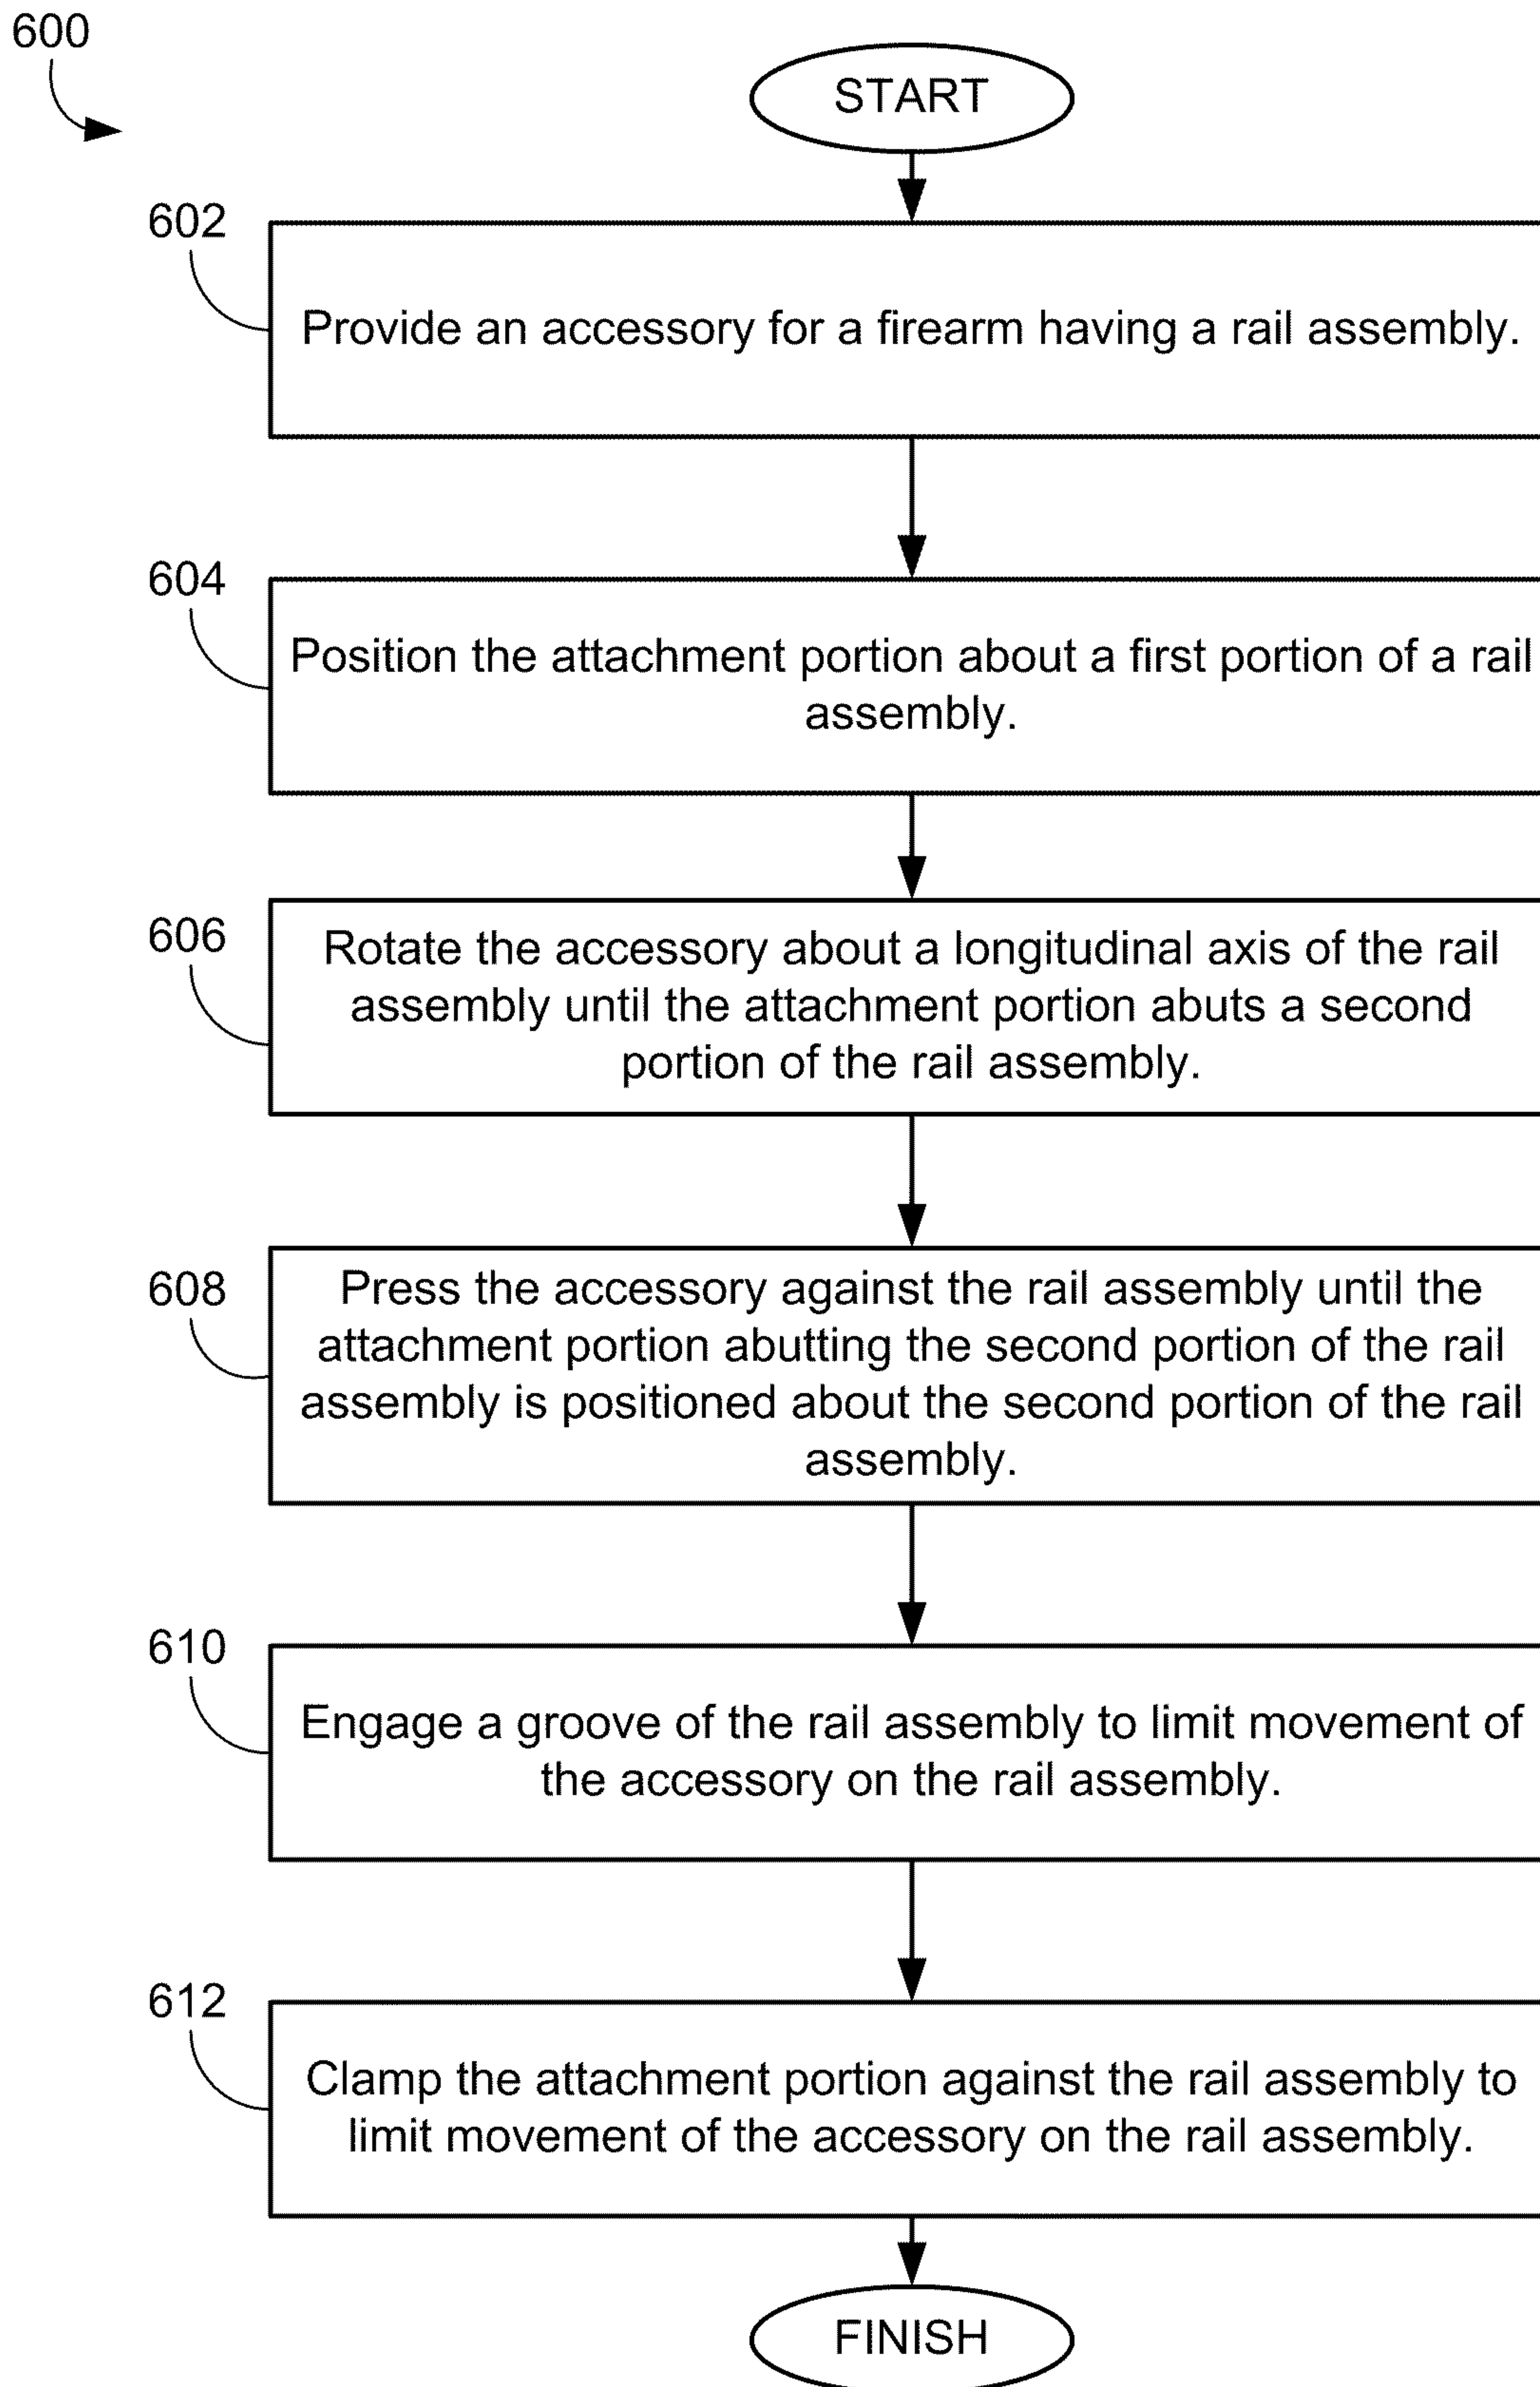 600
START
602
Provide an accessory for a firearm having a rail assembly.
604
Position the attachment portion about a first portion of a rail
assembly.
606
Rotate the accessory about a longitudinal axis of the rail
assembly until the attachment portion abuts a second
portion of the rail assembly.
608
Press the accessory against the rail assembly until the
attachment portion abutting the second portion of the rail
assembly is positioned about the second portion of the rail
assembly.
610
Engage a groove of the rail assembly to limit movement of
the accessory on the rail assembly.
612
Clamp the attachment portion against the rail assembly to
limit movement of the accessory on the rail assembly.
FINISH